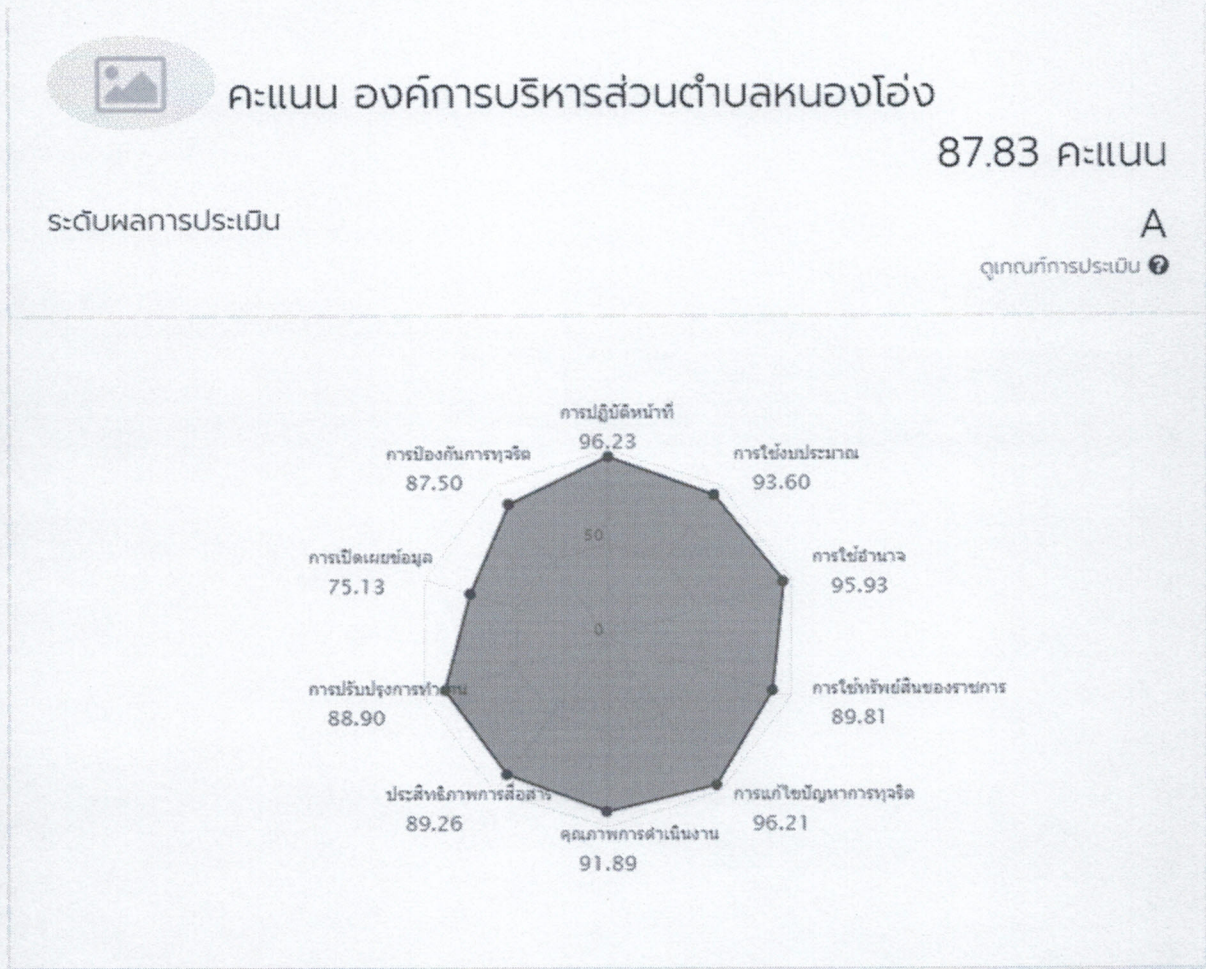 คะแนน องค์การบริหารส่วนตำบลหนองโอ่ง
87.83 คะแนน
ระดับผลการประเมิน
A
ดูเกณฑ์การประเมิน ?
การปฏิบัติหน้าที่
96.23
การใช้งบประมาณ
93.60
การใช้อำนาจ
95.93
การใช้ทรัพย์สินของราชการ
89.81
การแก้ไขปัญหาการทุจริต
96.21
คุณภาพการดำเนินงาน
91.89
ประสิทธิภาพการสื่อสาร
89.26
การปรับปรุงการทำงาน
88.90
การเปิดเผยข้อมูล
75.13
การป้องกันการทุจริต
87.50
50
0